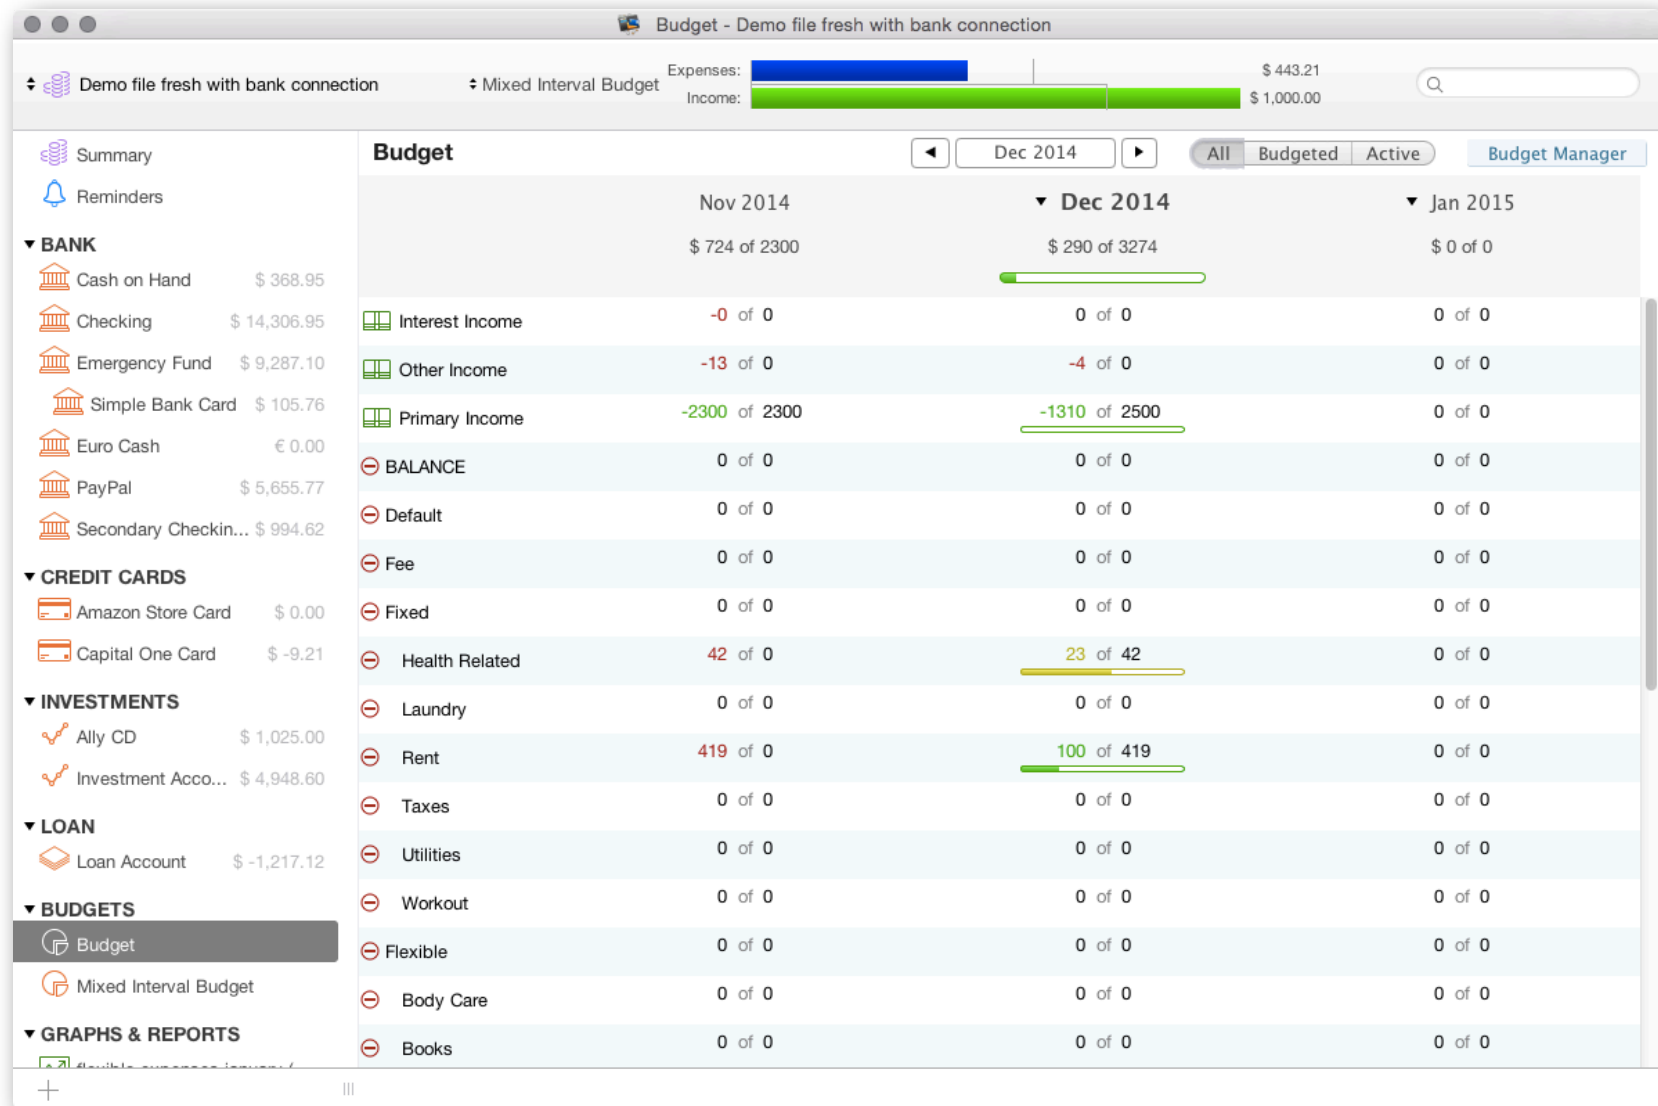 Budget - Demo file fresh with bank connection
Demo file fresh with bank connection
Mixed Interval Budget
Expenses: $ 443.21
Income: $ 1,000.00
Summary
Reminders
BANK
Cash on Hand $ 368.95
Checking $ 14,306.95
Emergency Fund $ 9,287.10
Simple Bank Card $ 105.76
Euro Cash € 0.00
PayPal $ 5,655.77
Secondary Checkin... $ 994.62
CREDIT CARDS
Amazon Store Card $ 0.00
Capital One Card $ -9.21
INVESTMENTS
Ally CD $ 1,025.00
Investment Acco... $ 4,948.60
LOAN
Loan Account $ -1,217.12
BUDGETS
Budget
Mixed Interval Budget
GRAPHS & REPORTS
Budget
Dec 2014
All Budgeted Active
Budget Manager
Nov 2014 Dec 2014 Jan 2015
$ 724 of 2300 $ 290 of 3274 $ 0 of 0
Interest Income -0 of 0 0 of 0 0 of 0
Other Income -13 of 0 -4 of 0 0 of 0
Primary Income -2300 of 2300 -1310 of 2500 0 of 0
BALANCE 0 of 0 0 of 0 0 of 0
Default 0 of 0 0 of 0 0 of 0
Fee 0 of 0 0 of 0 0 of 0
Fixed 0 of 0 0 of 0 0 of 0
Health Related 42 of 0 23 of 42 0 of 0
Laundry 0 of 0 0 of 0 0 of 0
Rent 419 of 0 100 of 419 0 of 0
Taxes 0 of 0 0 of 0 0 of 0
Utilities 0 of 0 0 of 0 0 of 0
Workout 0 of 0 0 of 0 0 of 0
Flexible 0 of 0 0 of 0 0 of 0
Body Care 0 of 0 0 of 0 0 of 0
Books 0 of 0 0 of 0 0 of 0